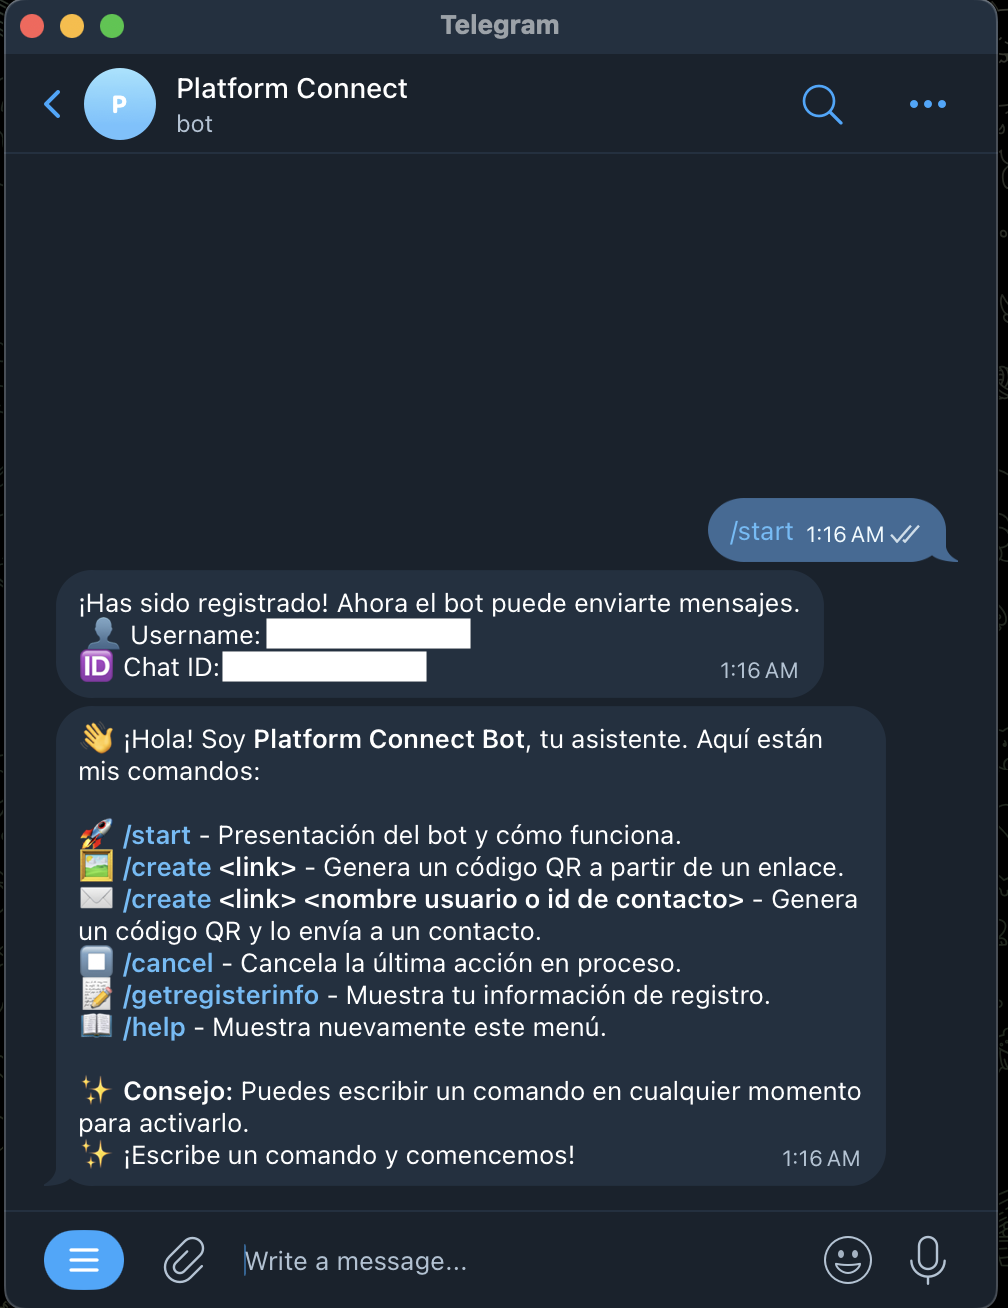 Telegram
P
Platform Connect
bot
/start 1:16 AM
¡Has sido registrado! Ahora el bot puede enviarte mensajes.
👤 Username:
🆔 Chat ID:
1:16 AM
👋 ¡Hola! Soy Platform Connect Bot, tu asistente. Aquí están
mis comandos:
🚀 /start - Presentación del bot y cómo funciona.
🖼️ /create <link> - Genera un código QR a partir de un enlace.
✉️ /create <link> <nombre usuario o id de contacto> - Genera
un código QR y lo envía a un contacto.
⏹️ /cancel - Cancela la última acción en proceso.
📝 /getregisterinfo - Muestra tu información de registro.
📖 /help - Muestra nuevamente este menú.
✨ Consejo: Puedes escribir un comando en cualquier momento
para activarlo.
✨ ¡Escribe un comando y comencemos!
1:16 AM
Write a message...